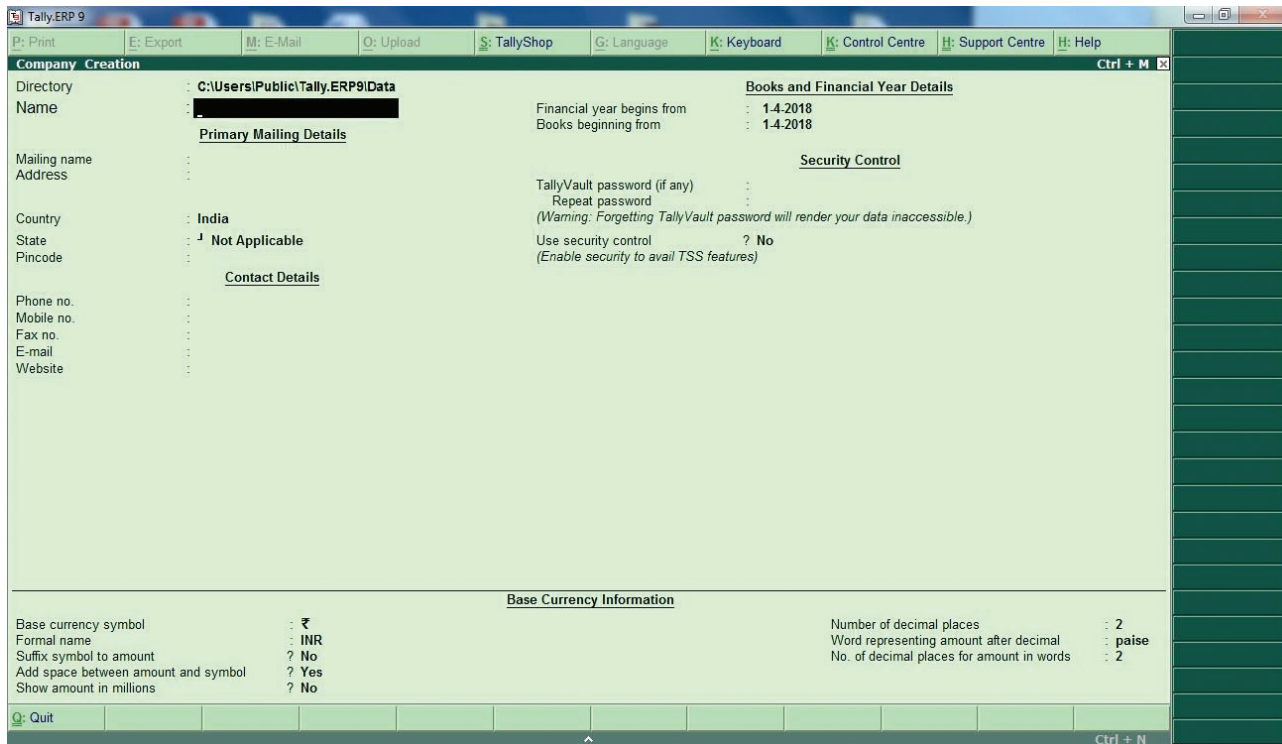 Tally.ERP 9
P: Print E: Export M: E-Mail O: Upload S: TallyShop G: Language K: Keyboard K: Control Centre H: Support Centre H: Help
Company Creation Ctrl + M
Directory : C:\Users\Public\Tally.ERP9\Data
Name :
Primary Mailing Details
Mailing name :
Address :
Country : India
State : ┘ Not Applicable
Pincode :
Contact Details
Phone no. :
Mobile no. :
Fax no. :
E-mail :
Website :
Books and Financial Year Details
Financial year begins from : 1-4-2018
Books beginning from : 1-4-2018
Security Control
TallyVault password (if any) :
Repeat password :
(Warning: Forgetting TallyVault password will render your data inaccessible.)
Use security control ? No
(Enable security to avail TSS features)
Base Currency Information
Base currency symbol : ₹
Formal name : INR
Suffix symbol to amount ? No
Add space between amount and symbol ? Yes
Show amount in millions ? No
Number of decimal places : 2
Word representing amount after decimal : paise
No. of decimal places for amount in words : 2
Q: Quit
Ctrl + N